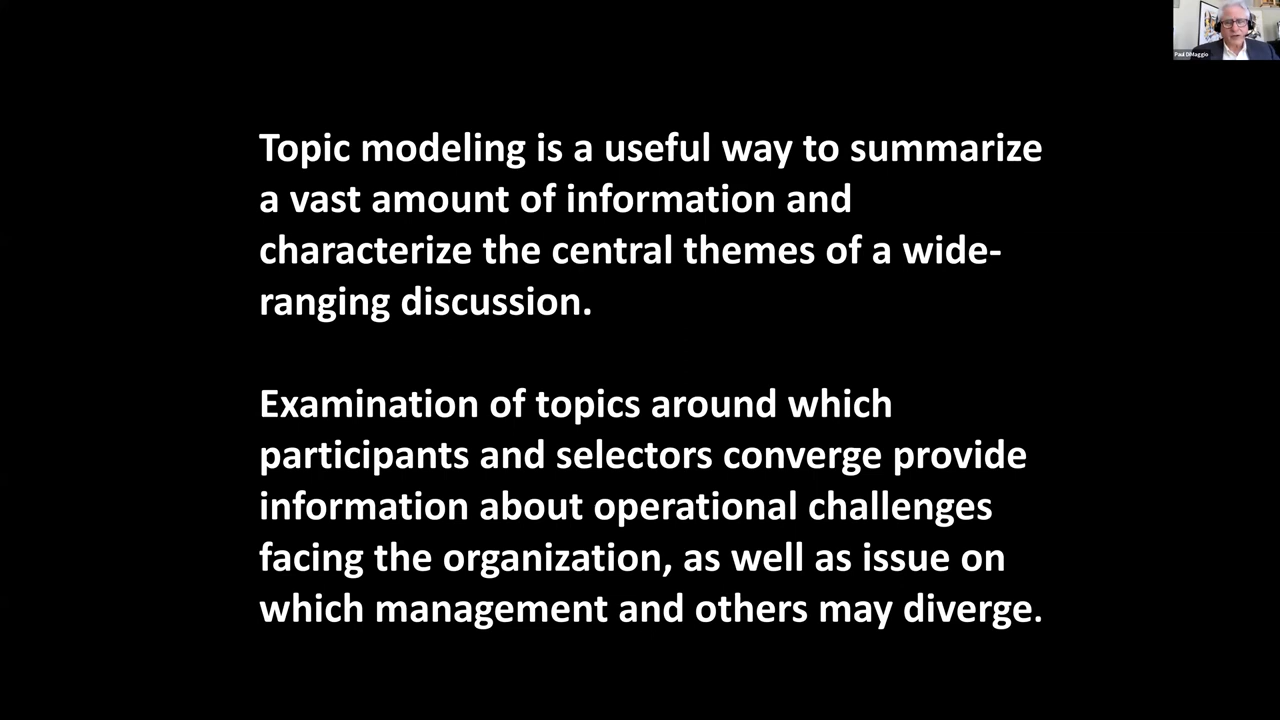 Paul DiMaggio
Topic modeling is a useful way to summarize
a vast amount of information and
characterize the central themes of a wide-
ranging discussion.
Examination of topics around which
participants and selectors converge provide
information about operational challenges
facing the organization, as well as issue on
which management and others may diverge.